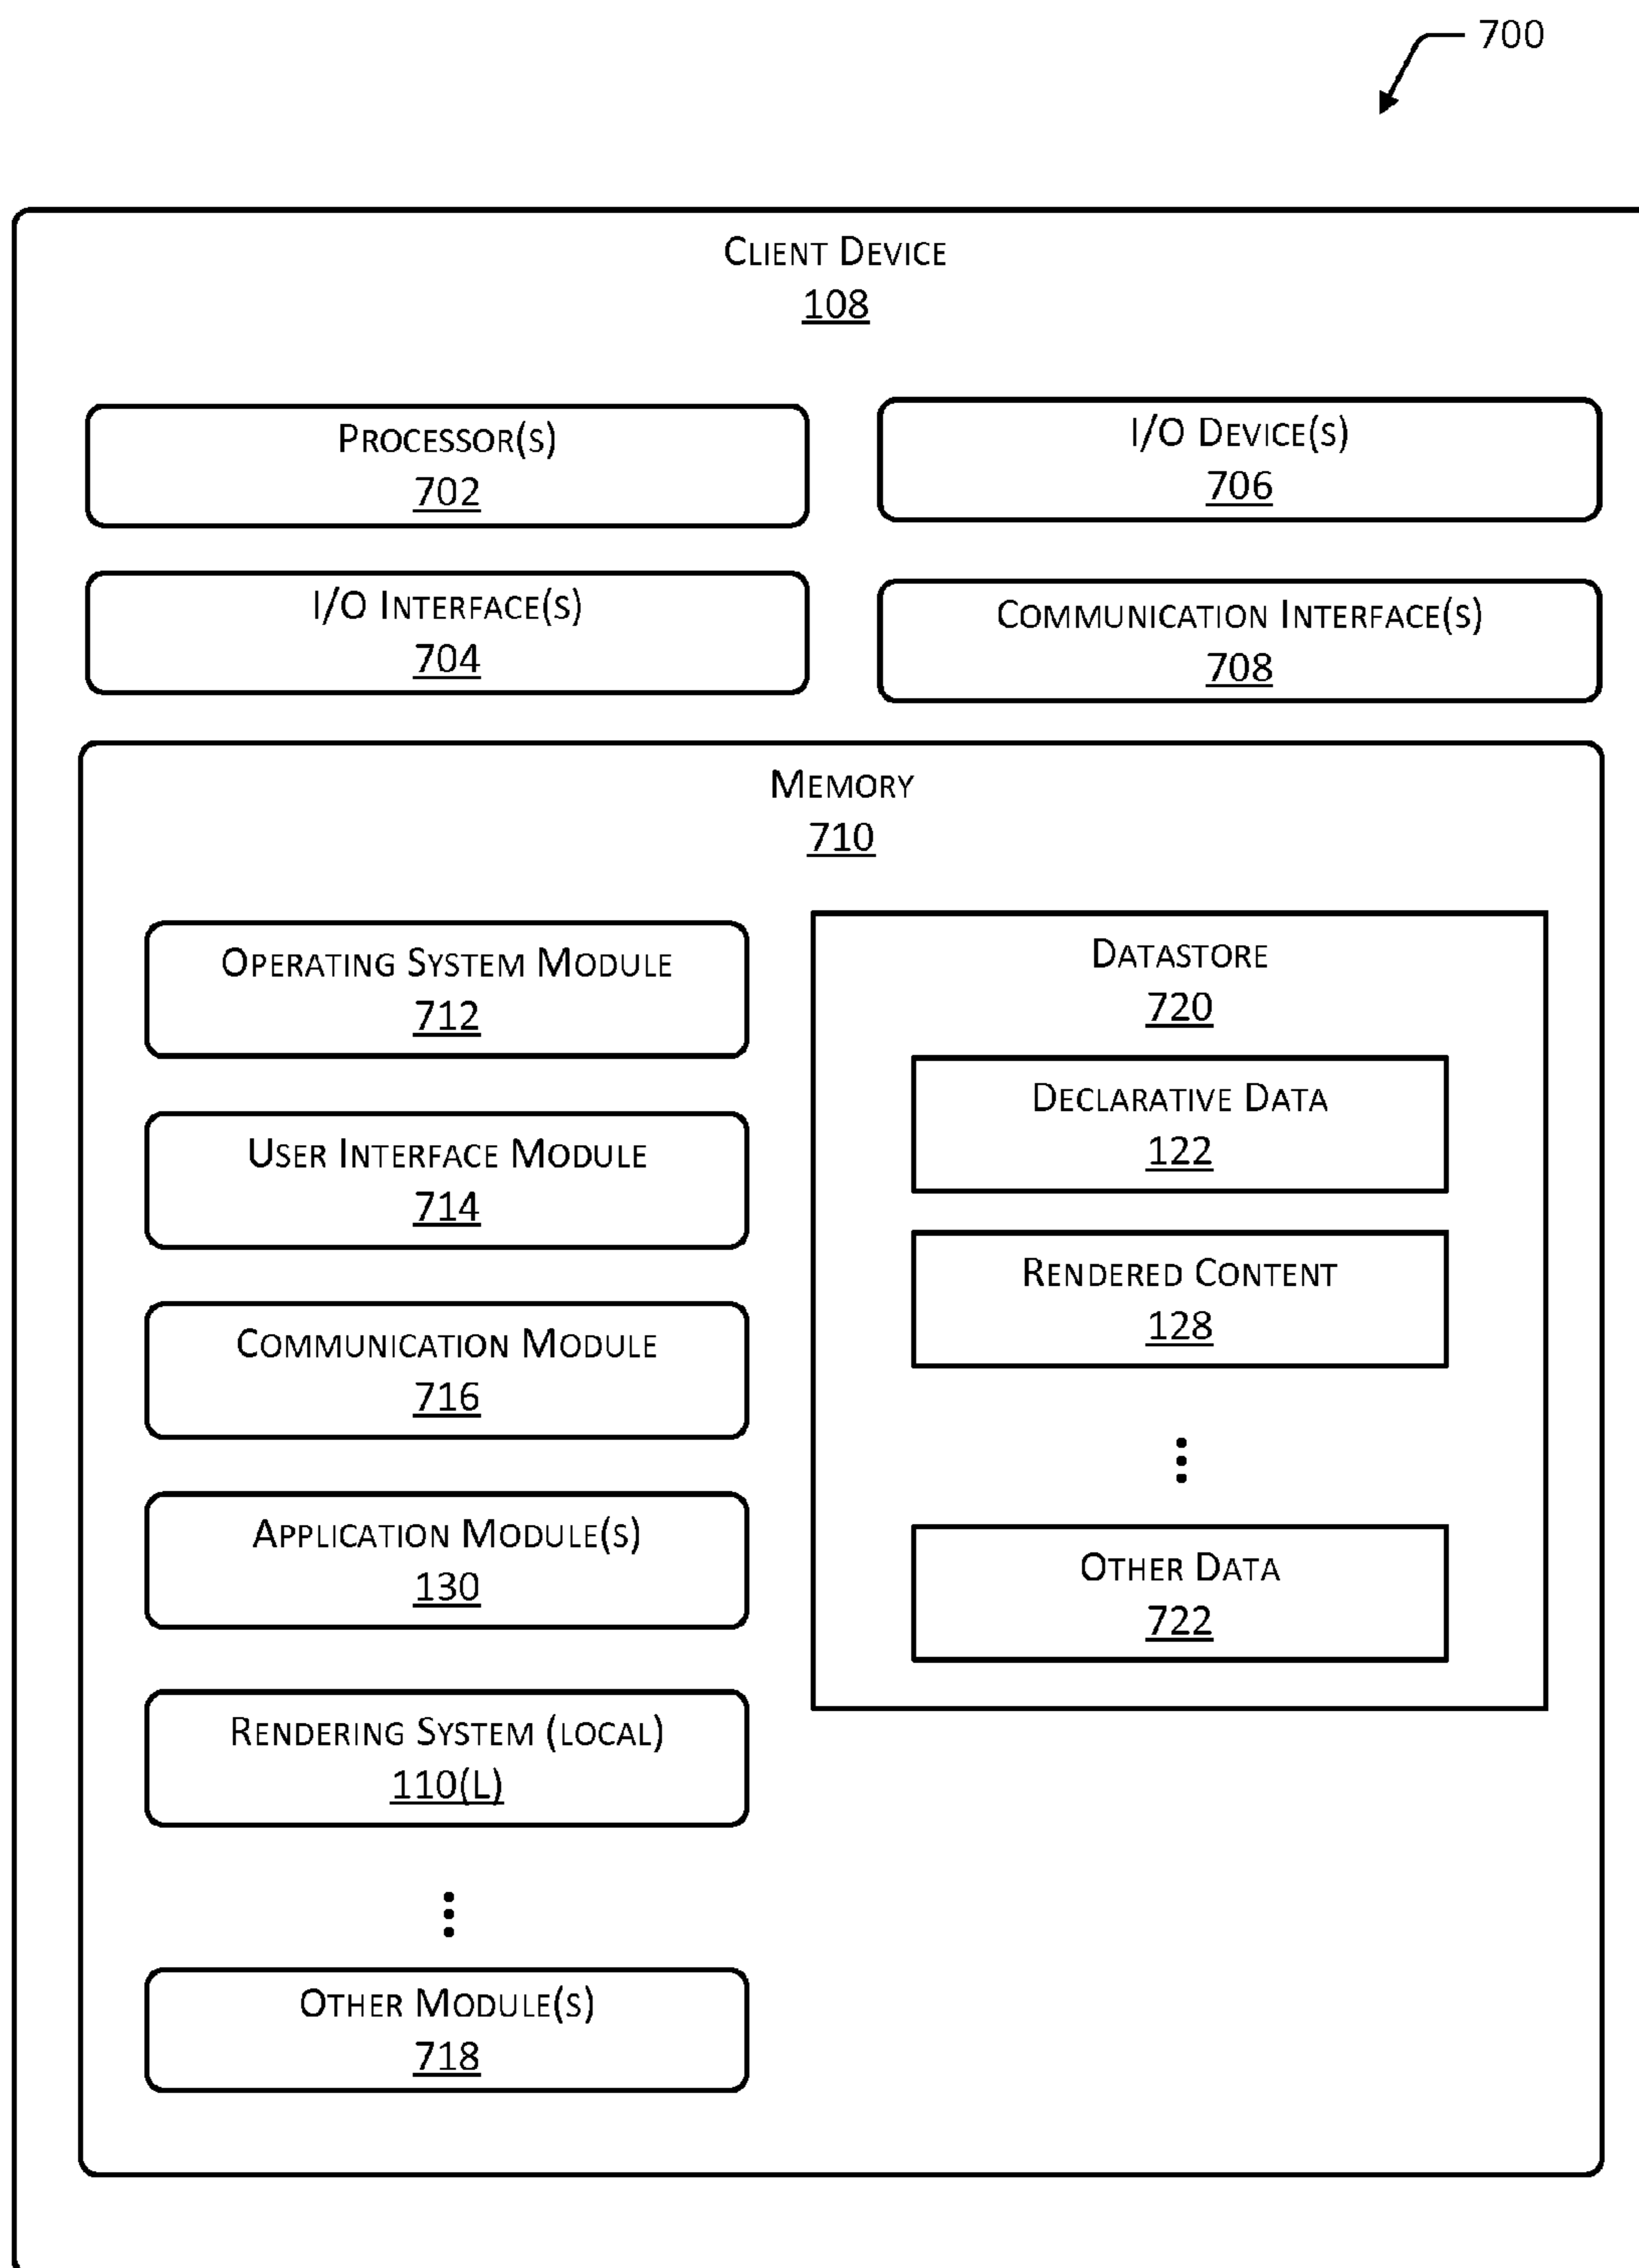 700
CLIENT DEVICE
108
PROCESSOR(S)
702
I/O DEVICE(S)
706
I/O INTERFACE(S)
704
COMMUNICATION INTERFACE(S)
708
MEMORY
710
OPERATING SYSTEM MODULE
712
USER INTERFACE MODULE
714
COMMUNICATION MODULE
716
APPLICATION MODULE(S)
130
RENDERING SYSTEM (LOCAL)
110(L)
OTHER MODULE(S)
718
DATASTORE
720
DECLARATIVE DATA
122
RENDERED CONTENT
128
OTHER DATA
722